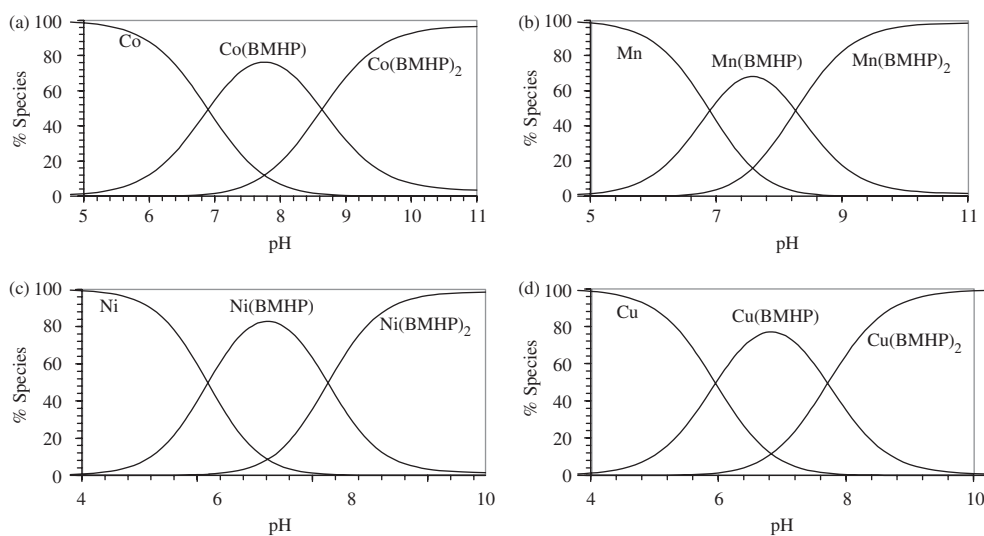 (a)
100
80
60
40
20
0
% Species
Co
Co(BMHP)
Co(BMHP)2
5 6 7 8 9 10 11
pH
(b)
100
80
60
40
20
0
% Species
Mn
Mn(BMHP)
Mn(BMHP)2
5 7 9 11
pH
(c)
100
80
60
40
20
0
% Species
Ni
Ni(BMHP)
Ni(BMHP)2
4 6 8 10
pH
(d)
100
80
60
40
20
0
% Species
Cu
Cu(BMHP)
Cu(BMHP)2
4 6 8 10
pH